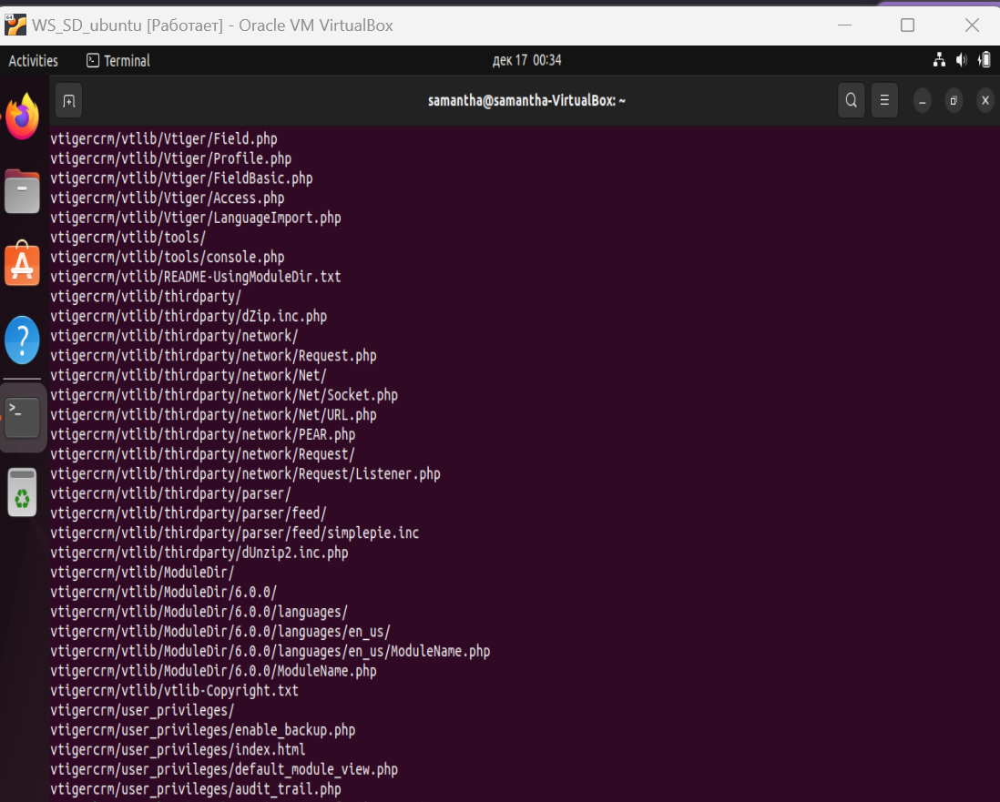 WS_SD_ubuntu [Работает] - Oracle VM VirtualBox
Activities
Terminal
дек 17 00:34
samantha@samantha-VirtualBox: ~
vtigercrm/vtlib/Vtiger/Field.php
vtigercrm/vtlib/Vtiger/Profile.php
vtigercrm/vtlib/Vtiger/FieldBasic.php
vtigercrm/vtlib/Vtiger/Access.php
vtigercrm/vtlib/Vtiger/LanguageImport.php
vtigercrm/vtlib/tools/
vtigercrm/vtlib/tools/console.php
vtigercrm/vtlib/README-UsingModuleDir.txt
vtigercrm/vtlib/thirdparty/
vtigercrm/vtlib/thirdparty/dZip.inc.php
vtigercrm/vtlib/thirdparty/network/
vtigercrm/vtlib/thirdparty/network/Request.php
vtigercrm/vtlib/thirdparty/network/Net/
vtigercrm/vtlib/thirdparty/network/Net/Socket.php
vtigercrm/vtlib/thirdparty/network/Net/URL.php
vtigercrm/vtlib/thirdparty/network/PEAR.php
vtigercrm/vtlib/thirdparty/network/Request/
vtigercrm/vtlib/thirdparty/network/Request/Listener.php
vtigercrm/vtlib/thirdparty/parser/
vtigercrm/vtlib/thirdparty/parser/feed/
vtigercrm/vtlib/thirdparty/parser/feed/simplepie.inc
vtigercrm/vtlib/thirdparty/dUnzip2.inc.php
vtigercrm/vtlib/ModuleDir/
vtigercrm/vtlib/ModuleDir/6.0.0/
vtigercrm/vtlib/ModuleDir/6.0.0/languages/
vtigercrm/vtlib/ModuleDir/6.0.0/languages/en_us/
vtigercrm/vtlib/ModuleDir/6.0.0/languages/en_us/ModuleName.php
vtigercrm/vtlib/ModuleDir/6.0.0/ModuleName.php
vtigercrm/vtlib/vtlib-Copyright.txt
vtigercrm/user_privileges/
vtigercrm/user_privileges/enable_backup.php
vtigercrm/user_privileges/index.html
vtigercrm/user_privileges/default_module_view.php
vtigercrm/user_privileges/audit_trail.php